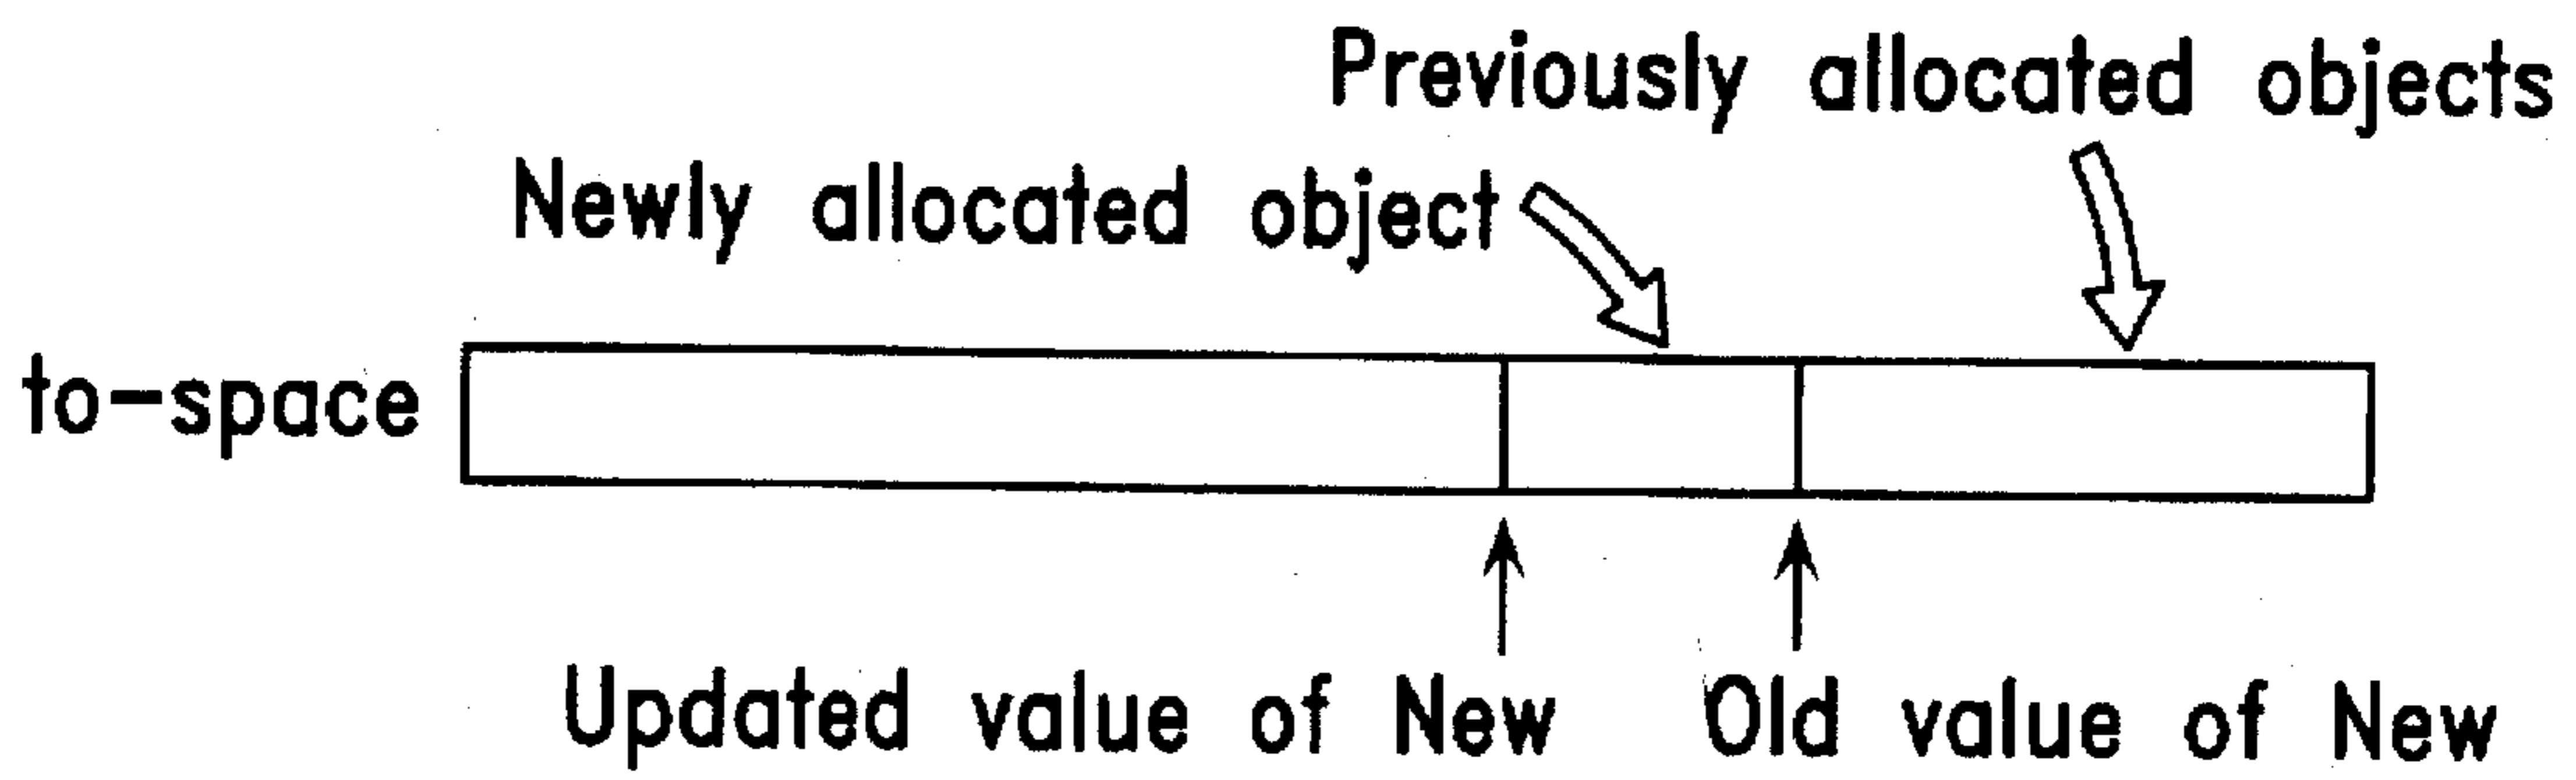 Previously allocated objects
Newly allocated object
to-space
Updated value of New
Old value of New